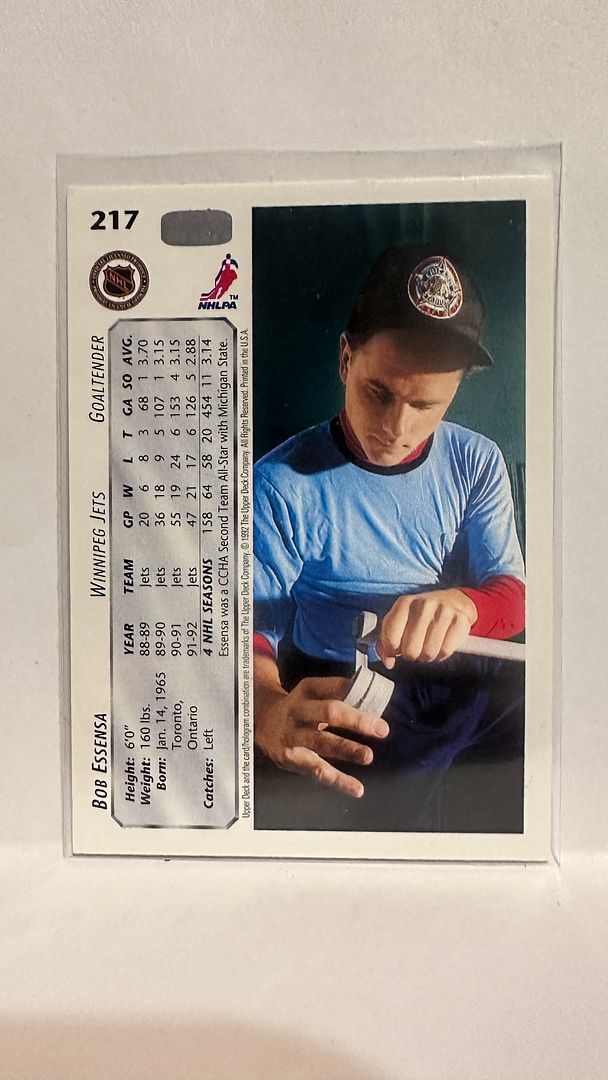 217
NHL
NHLPA TM
BOB ESSENSA WINNIPEG JETS GOALTENDER
Height: 6'0"
Weight: 160 lbs.
Born: Jan. 14, 1965
Toronto,
Ontario
Catches: Left
YEAR TEAM GP W L T GA SO AVG.
88-89 Jets 20 6 8 3 68 1 3.70
89-90 Jets 36 18 9 5 107 1 3.15
90-91 Jets 55 19 24 6 153 4 3.15
91-92 Jets 47 21 17 6 126 5 2.88
4 NHL SEASONS 158 64 58 20 454 11 3.14
Essensa was a CCHA Second Team All-Star with Michigan State.
Upper Deck and the card/hologram combination are trademarks of The Upper Deck Company. © 1992 The Upper Deck Company. All Rights Reserved. Printed in the U.S.A.